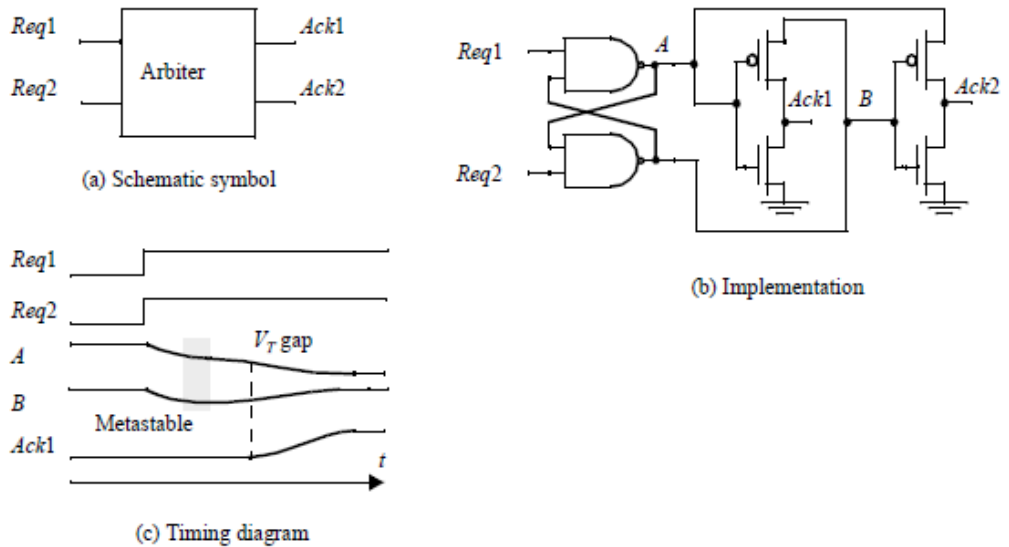 Req1
Ack1
Arbiter
Req2
Ack2
(a) Schematic symbol
Req1
A
Ack1
B
Ack2
Req2
(b) Implementation
Req1
Req2
A
V_T gap
B
Metastable
Ack1
t
(c) Timing diagram